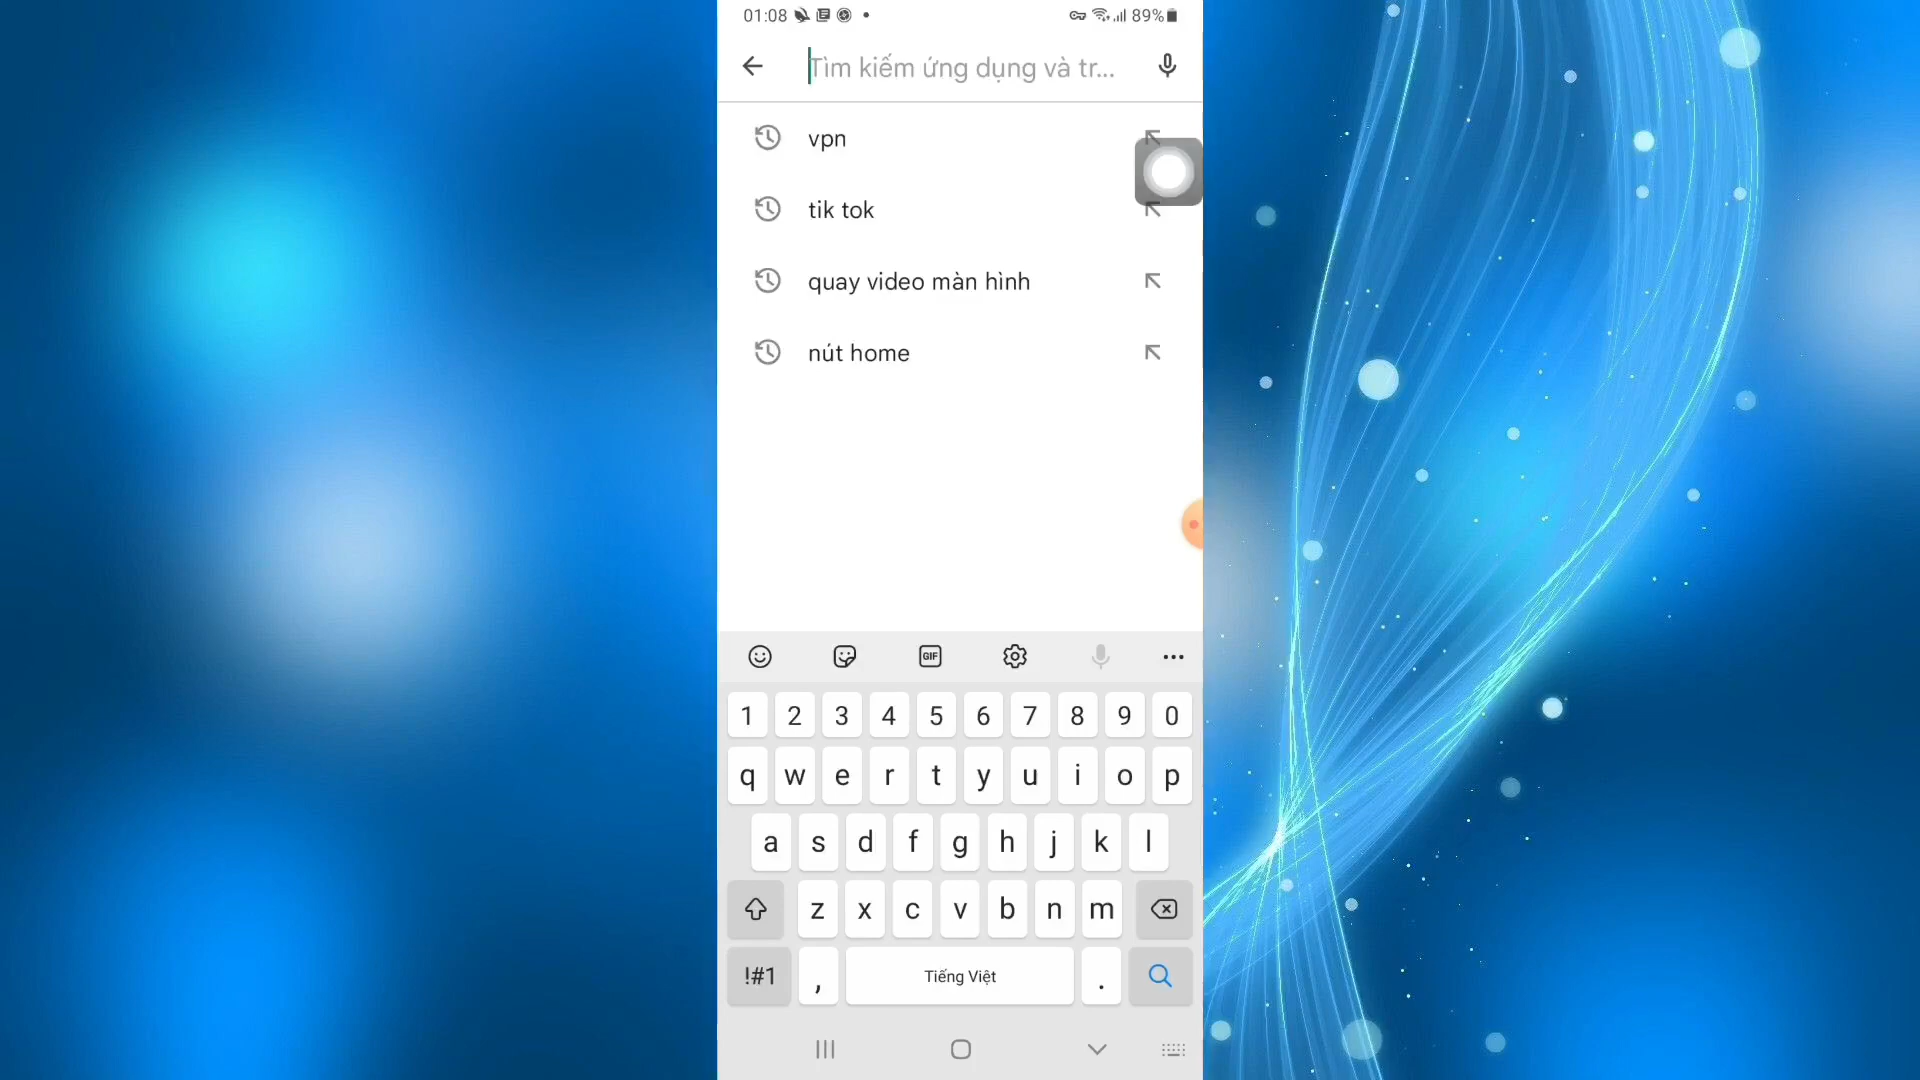 01:08 89%
Tìm kiếm ứng dụng và tr...
vpn
tik tok
quay video màn hình
nút home
GIF
1 2 3 4 5 6 7 8 9 0
q w e r t y u i o p
a s d f g h j k l
z x c v b n m
!#1 , Tiếng Việt .